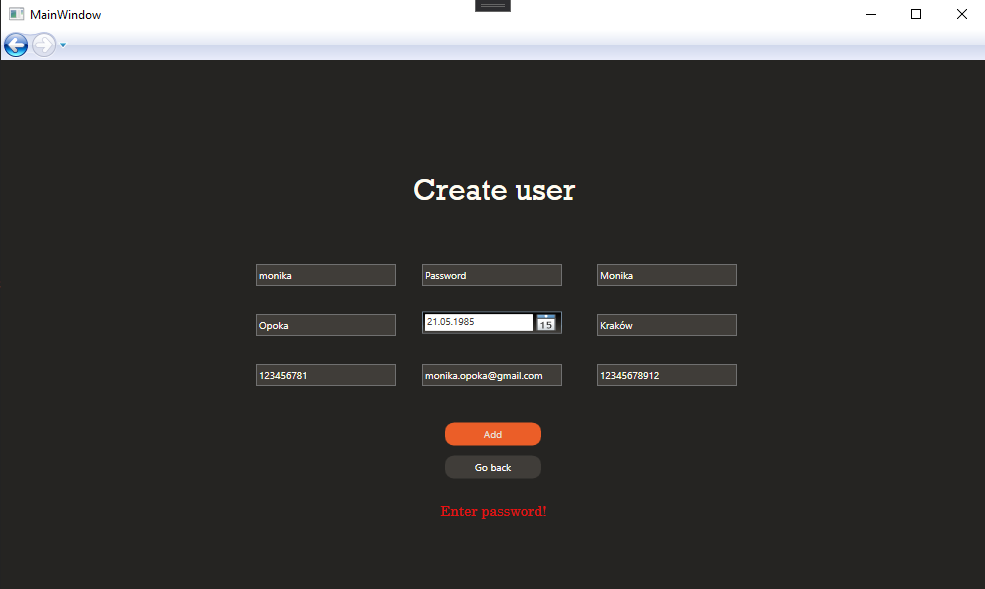 MainWindow
Create user
monika Password Monika
Opoka 21.05.1985 15 Kraków
123456781 monika.opoka@gmail.com 12345678912
Add
Go back
Enter password!